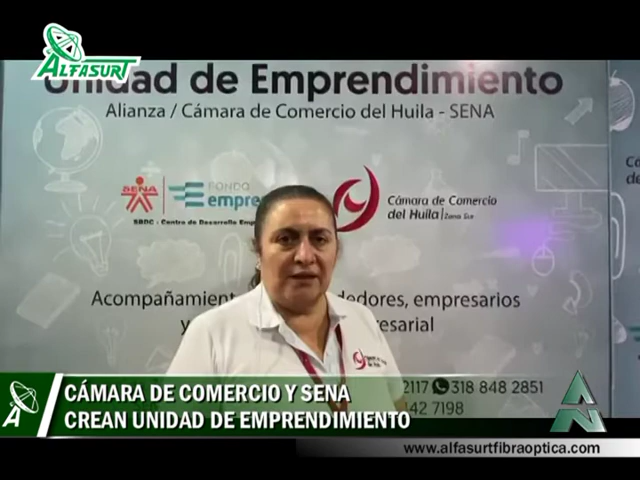 ALFASURT
Unidad de Emprendimiento
Alianza / Cámara de Comercio del Huila - SENA
SENA
FONDO
empre
Cámara de Comercio
del Huila | Zona Sur
SBDC - Centro de Desarrollo Emp
Acompañamient dedores, empresarios
y esarial
2117 318 848 2851
42 7198
CÁMARA DE COMERCIO Y SENA
CREAN UNIDAD DE EMPRENDIMIENTO
www.alfasurtfibraoptica.com